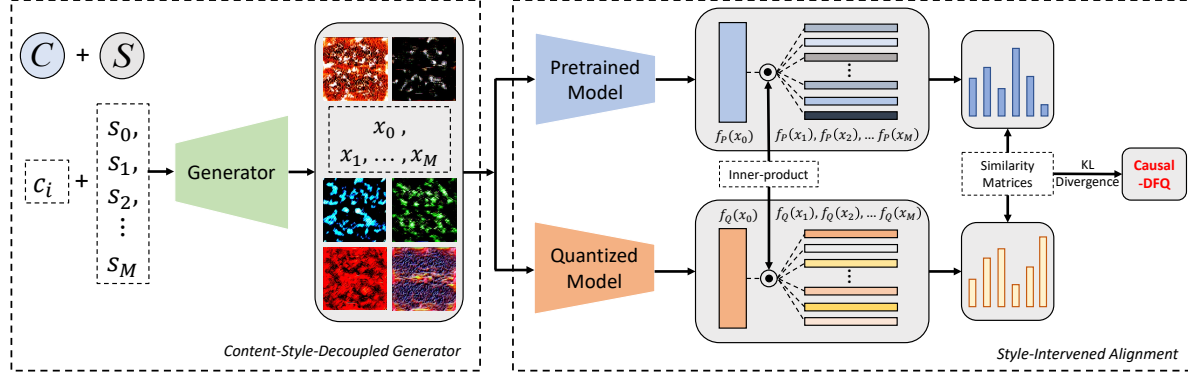 C + S
c_i +
s_0,
s_1,
s_2,
⋮
s_M
Generator
x_0 ,
x_1, … , x_M
Content-Style-Decoupled Generator
Pretrained
Model
f_P(x_0)
f_P(x_1), f_P(x_2), … f_P(x_M)
Inner-product
Quantized
Model
f_Q(x_0)
f_Q(x_1), f_Q(x_2), … f_Q(x_M)
Similarity
Matrices
KL
Divergence
Causal
-DFQ
Style-Intervened Alignment